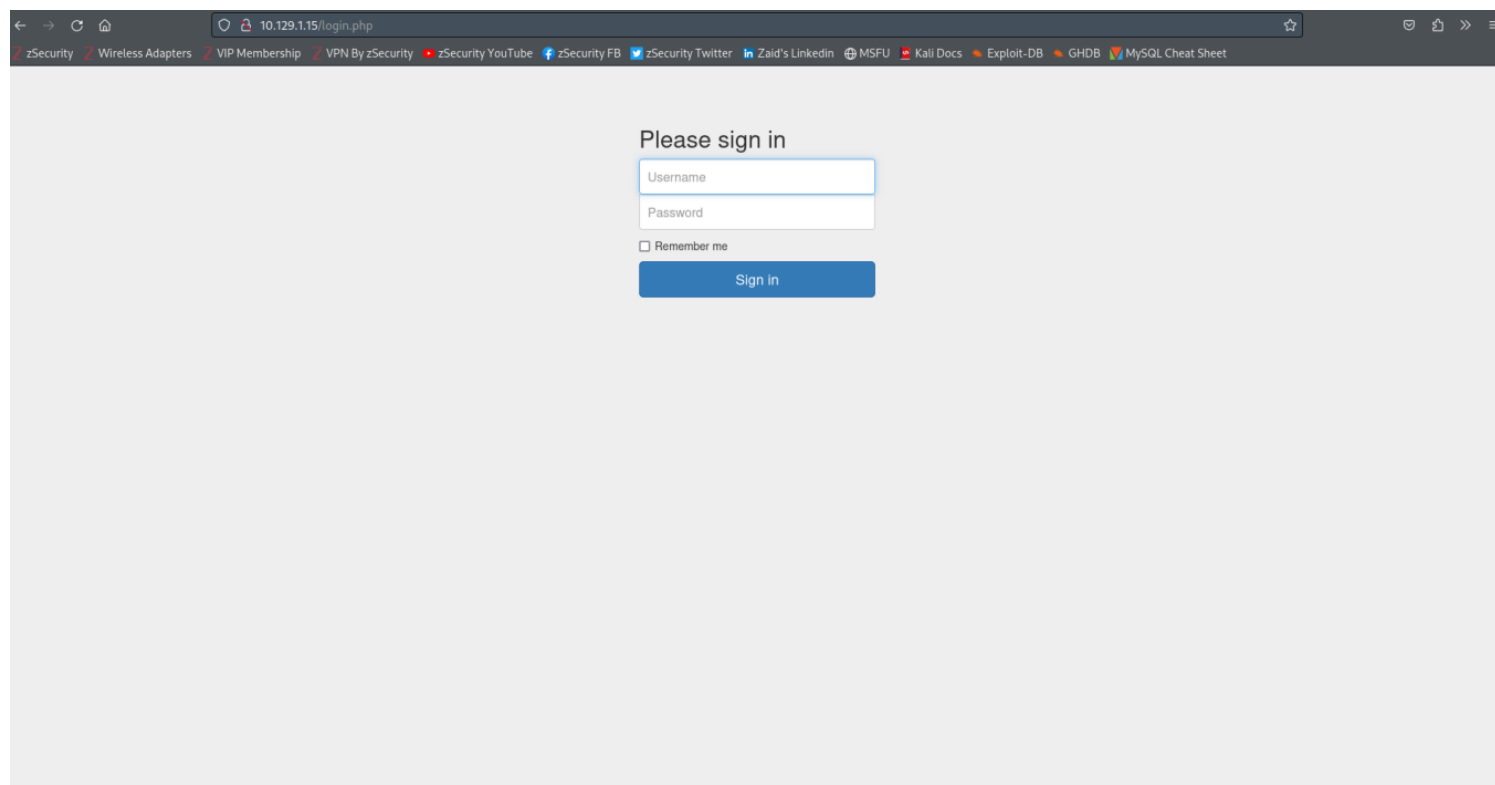 10.129.1.15/login.php
zSecurity Wireless Adapters VIP Membership VPN By zSecurity zSecurity YouTube zSecurity FB zSecurity Twitter Zaid's Linkedin MSFU Kali Docs Exploit-DB GHDB MySQL Cheat Sheet
Please sign in
Username
Password
Remember me
Sign in